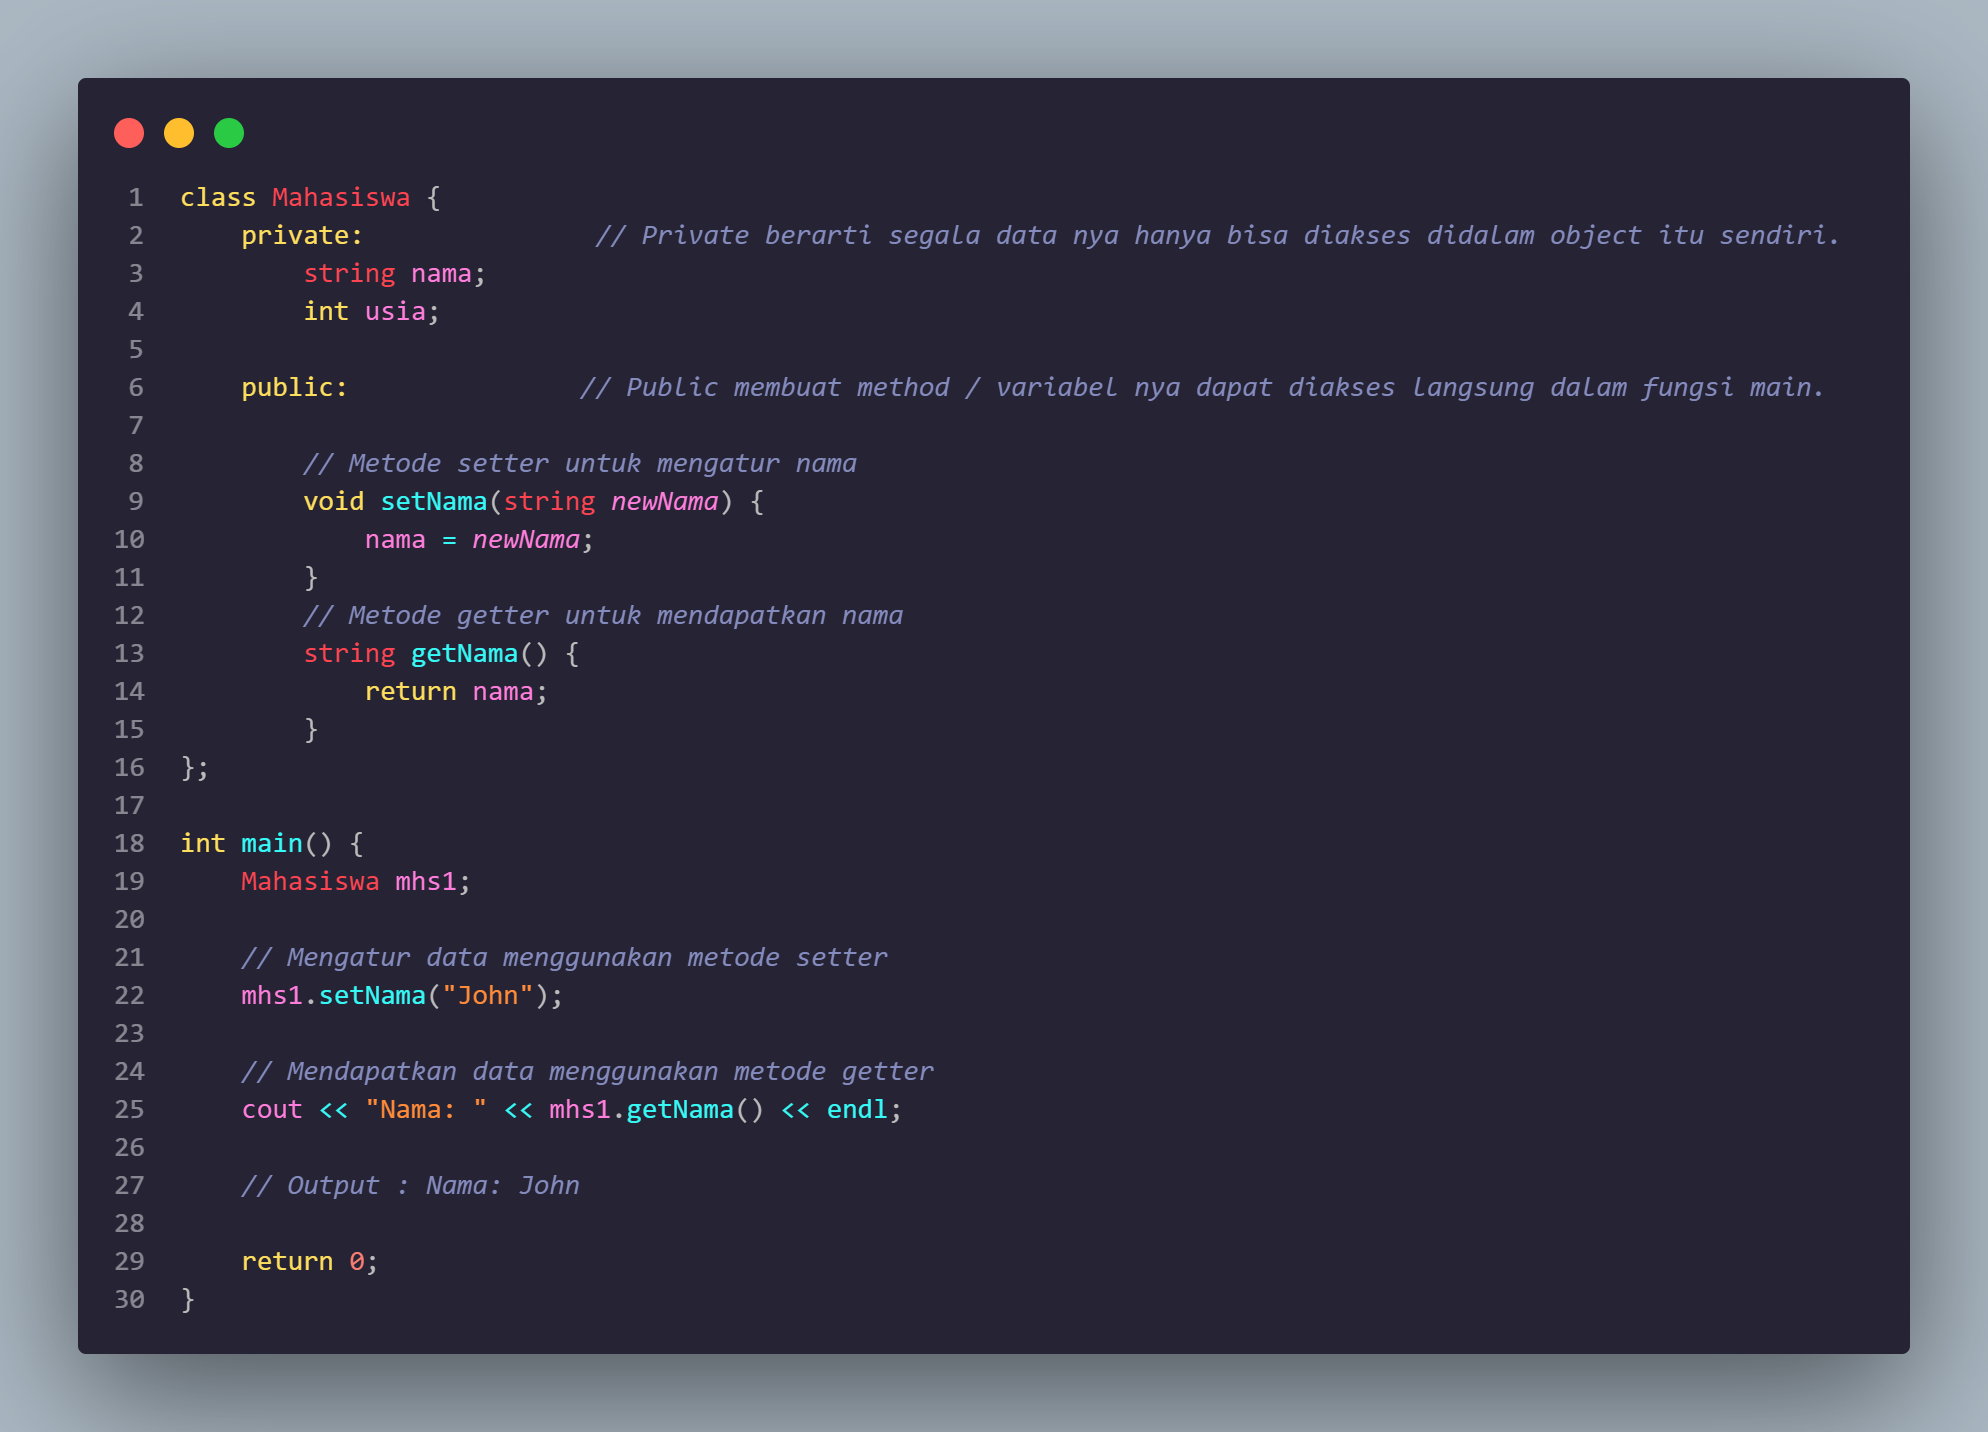 1 class Mahasiswa {
2     private:               // Private berarti segala data nya hanya bisa diakses didalam object itu sendiri.
3         string nama;
4         int usia;
5
6     public:               // Public membuat method / variabel nya dapat diakses langsung dalam fungsi main.
7
8         // Metode setter untuk mengatur nama
9         void setNama(string newNama) {
10             nama = newNama;
11         }
12         // Metode getter untuk mendapatkan nama
13         string getNama() {
14             return nama;
15         }
16 };
17
18 int main() {
19     Mahasiswa mhs1;
20
21     // Mengatur data menggunakan metode setter
22     mhs1.setNama("John");
23
24     // Mendapatkan data menggunakan metode getter
25     cout << "Nama: " << mhs1.getNama() << endl;
26
27     // Output : Nama: John
28
29     return 0;
30 }